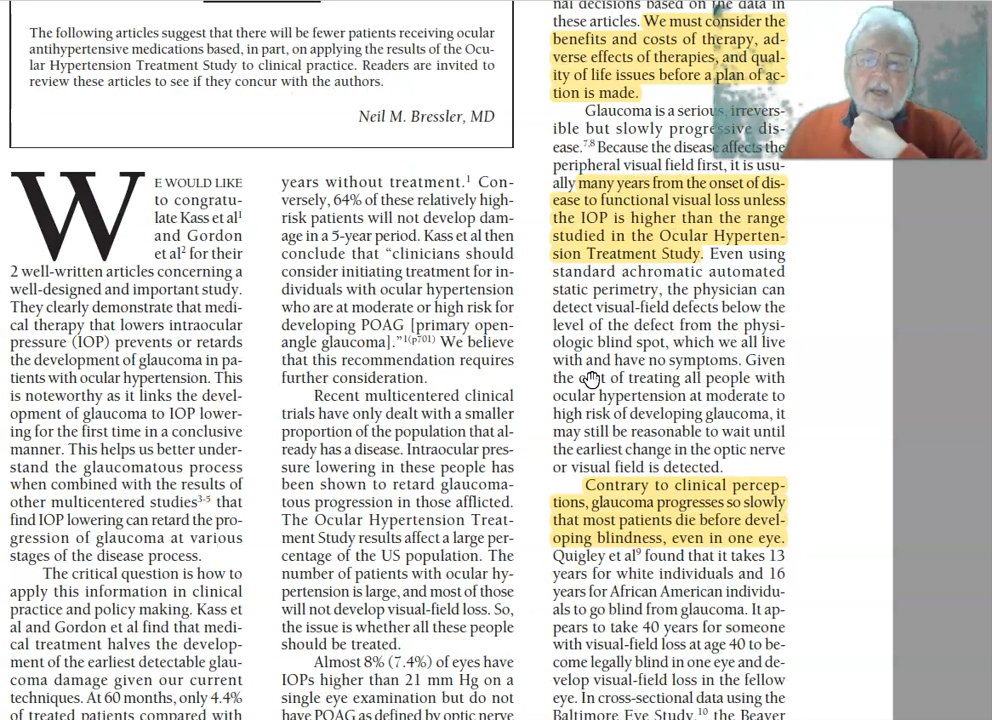 The following articles suggest that there will be fewer patients receiving ocular
antihypertensive medications based, in part, on applying the results of the Ocu-
lar Hypertension Treatment Study to clinical practice. Readers are invited to
review these articles to see if they concur with the authors.
Neil M. Bressler, MD
WE WOULD LIKE
to congratu-
late Kass et al1
and Gordon
et al2 for their
2 well-written articles concerning a
well-designed and important study.
They clearly demonstrate that medi-
cal therapy that lowers intraocular
pressure (IOP) prevents or retards
the development of glaucoma in pa-
tients with ocular hypertension. This
is noteworthy as it links the devel-
opment of glaucoma to IOP lower-
ing for the first time in a conclusive
manner. This helps us better under-
stand the glaucomatous process
when combined with the results of
other multicentered studies3-5 that
find IOP lowering can retard the pro-
gression of glaucoma at various
stages of the disease process.
The critical question is how to
apply this information in clinical
practice and policy making. Kass et
al and Gordon et al find that medi-
cal treatment halves the develop-
ment of the earliest detectable glau-
coma damage given our current
techniques. At 60 months, only 4.4%
of treated patients compared with
years without treatment.1 Con-
versely, 64% of these relatively high-
risk patients will not develop dam-
age in a 5-year period. Kass et al then
conclude that “clinicians should
consider initiating treatment for in-
dividuals with ocular hypertension
who are at moderate or high risk for
developing POAG [primary open-
angle glaucoma].”1(p701) We believe
that this recommendation requires
further consideration.
Recent multicentered clinical
trials have only dealt with a smaller
proportion of the population that al-
ready has a disease. Intraocular pres-
sure lowering in these people has
been shown to retard glaucoma-
tous progression in those afflicted.
The Ocular Hypertension Treat-
ment Study results affect a large per-
centage of the US population. The
number of patients with ocular hy-
pertension is large, and most of those
will not develop visual-field loss. So,
the issue is whether all these people
should be treated.
Almost 8% (7.4%) of eyes have
IOPs higher than 21 mm Hg on a
single eye examination but do not
have POAG as defined by optic nerve
nal decisions based on the data in
these articles. We must consider the
benefits and costs of therapy, ad-
verse effects of therapies, and qual-
ity of life issues before a plan of ac-
tion is made.
Glaucoma is a serious, irrevers-
ible but slowly progressive dis-
ease.7,8 Because the disease affects the
peripheral visual field first, it is usu-
ally many years from the onset of dis-
ease to functional visual loss unless
the IOP is higher than the range
studied in the Ocular Hyperten-
sion Treatment Study. Even using
standard achromatic automated
static perimetry, the physician can
detect visual-field defects below the
level of the defect from the physi-
ologic blind spot, which we all live
with and have no symptoms. Given
the of treating all people with
ocular hypertension at moderate to
high risk of developing glaucoma, it
may still be reasonable to wait until
the earliest change in the optic nerve
or visual field is detected.
Contrary to clinical percep-
tions, glaucoma progresses so slowly
that most patients die before devel-
oping blindness, even in one eye.
Quigley et al9 found that it takes 13
years for white individuals and 16
years for African American individu-
als to go blind from glaucoma. It ap-
pears to take 40 years for someone
with visual-field loss at age 40 to be-
come legally blind in one eye and de-
velop visual-field loss in the fellow
eye. In cross-sectional data using the
Baltimore Eye Study,10 the Beaver